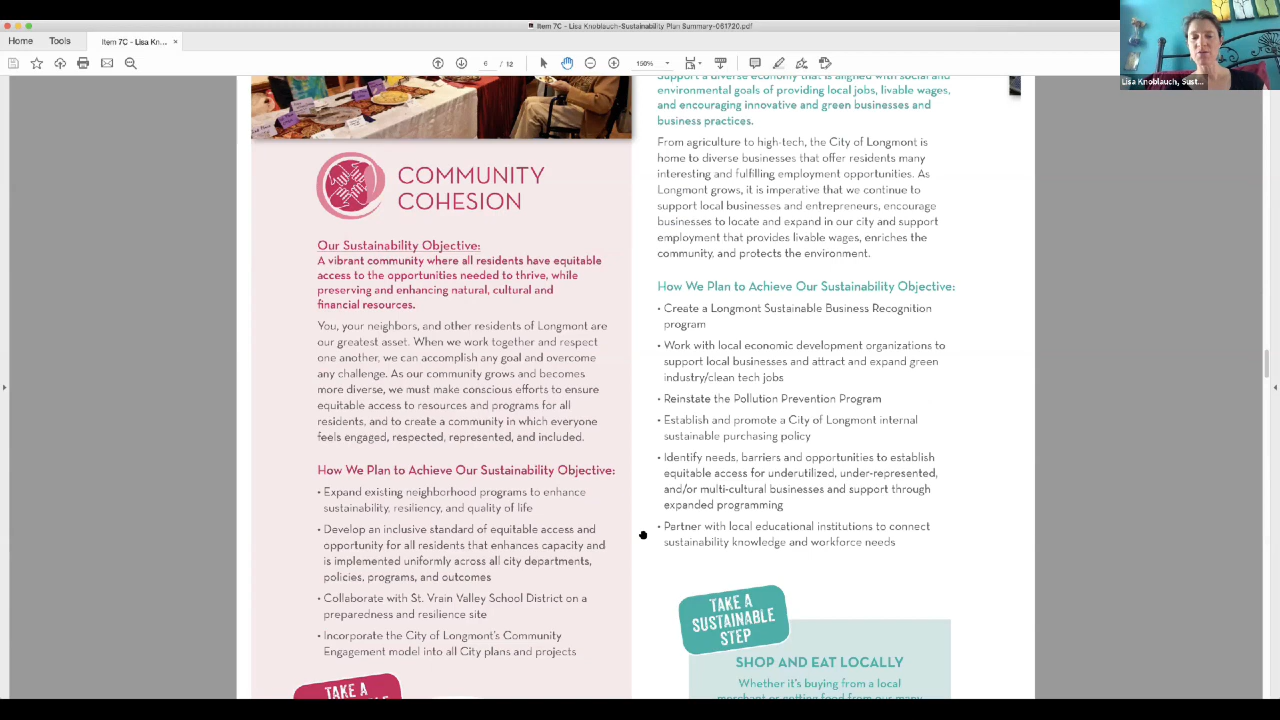 Item 7C - Lisa Knoblauch-Sustainability Plan Summary-061720.pdf
Home
Tools
Item 7C - Lisa Kn...
×
6 / 12
150%
Lisa Knoblauch, Sust...
COMMUNITY
COHESION
Our Sustainability Objective:
A vibrant community where all residents have equitable
access to the opportunities needed to thrive, while
preserving and enhancing natural, cultural and
financial resources.
You, your neighbors, and other residents of Longmont are
our greatest asset. When we work together and respect
one another, we can accomplish any goal and overcome
any challenge. As our community grows and becomes
more diverse, we must make conscious efforts to ensure
equitable access to resources and programs for all
residents, and to create a community in which everyone
feels engaged, respected, represented, and included.
How We Plan to Achieve Our Sustainability Objective:
• Expand existing neighborhood programs to enhance
sustainability, resiliency, and quality of life
• Develop an inclusive standard of equitable access and
opportunity for all residents that enhances capacity and
is implemented uniformly across all city departments,
policies, programs, and outcomes
• Collaborate with St. Vrain Valley School District on a
preparedness and resilience site
• Incorporate the City of Longmont's Community
Engagement model into all City plans and projects
TAKE A
Support a diverse economy that is aligned with social and
environmental goals of providing local jobs, livable wages,
and encouraging innovative and green businesses and
business practices.
From agriculture to high-tech, the City of Longmont is
home to diverse businesses that offer residents many
interesting and fulfilling employment opportunities. As
Longmont grows, it is imperative that we continue to
support local businesses and entrepreneurs, encourage
businesses to locate and expand in our city and support
employment that provides livable wages, enriches the
community, and protects the environment.
How We Plan to Achieve Our Sustainability Objective:
• Create a Longmont Sustainable Business Recognition
program
• Work with local economic development organizations to
support local businesses and attract and expand green
industry/clean tech jobs
• Reinstate the Pollution Prevention Program
• Establish and promote a City of Longmont internal
sustainable purchasing policy
• Identify needs, barriers and opportunities to establish
equitable access for underutilized, under-represented,
and/or multi-cultural businesses and support through
expanded programming
• Partner with local educational institutions to connect
sustainability knowledge and workforce needs
TAKE A
SUSTAINABLE
STEP
SHOP AND EAT LOCALLY
Whether it's buying from a local
merchant or getting food from our many